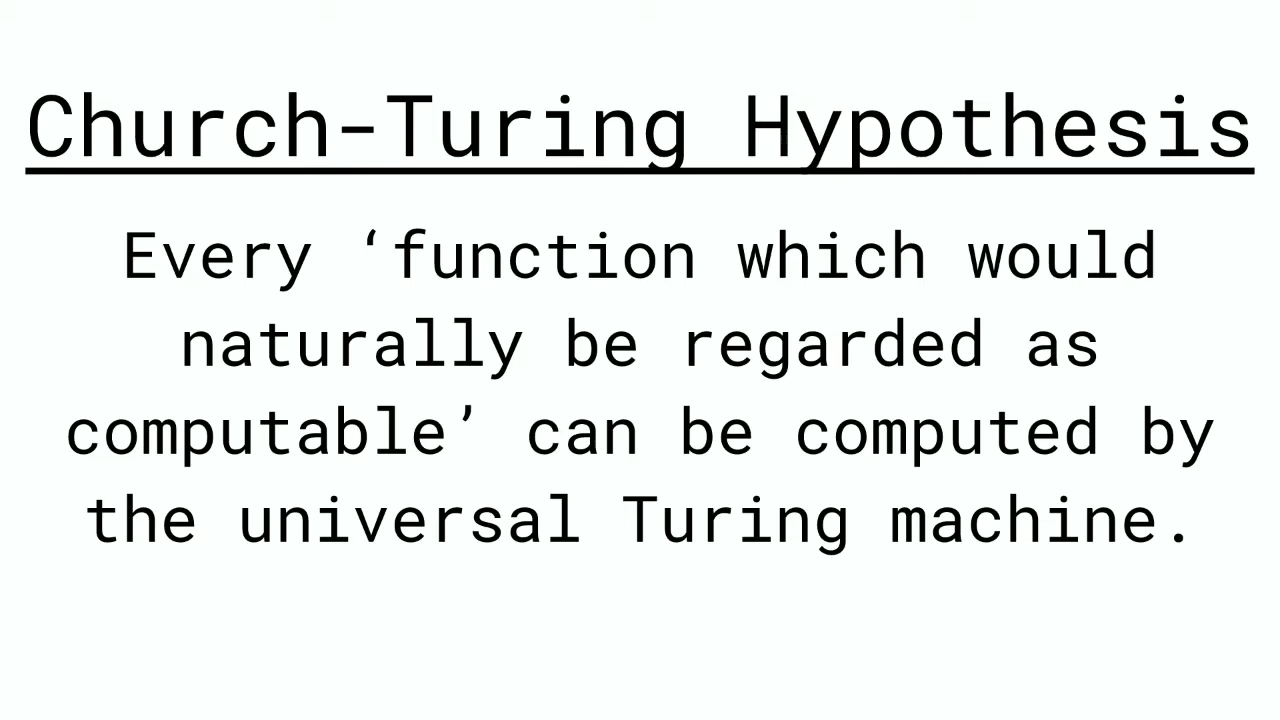 Church-Turing Hypothesis
Every ‘function which would
naturally be regarded as
computable’ can be computed by
the universal Turing machine.